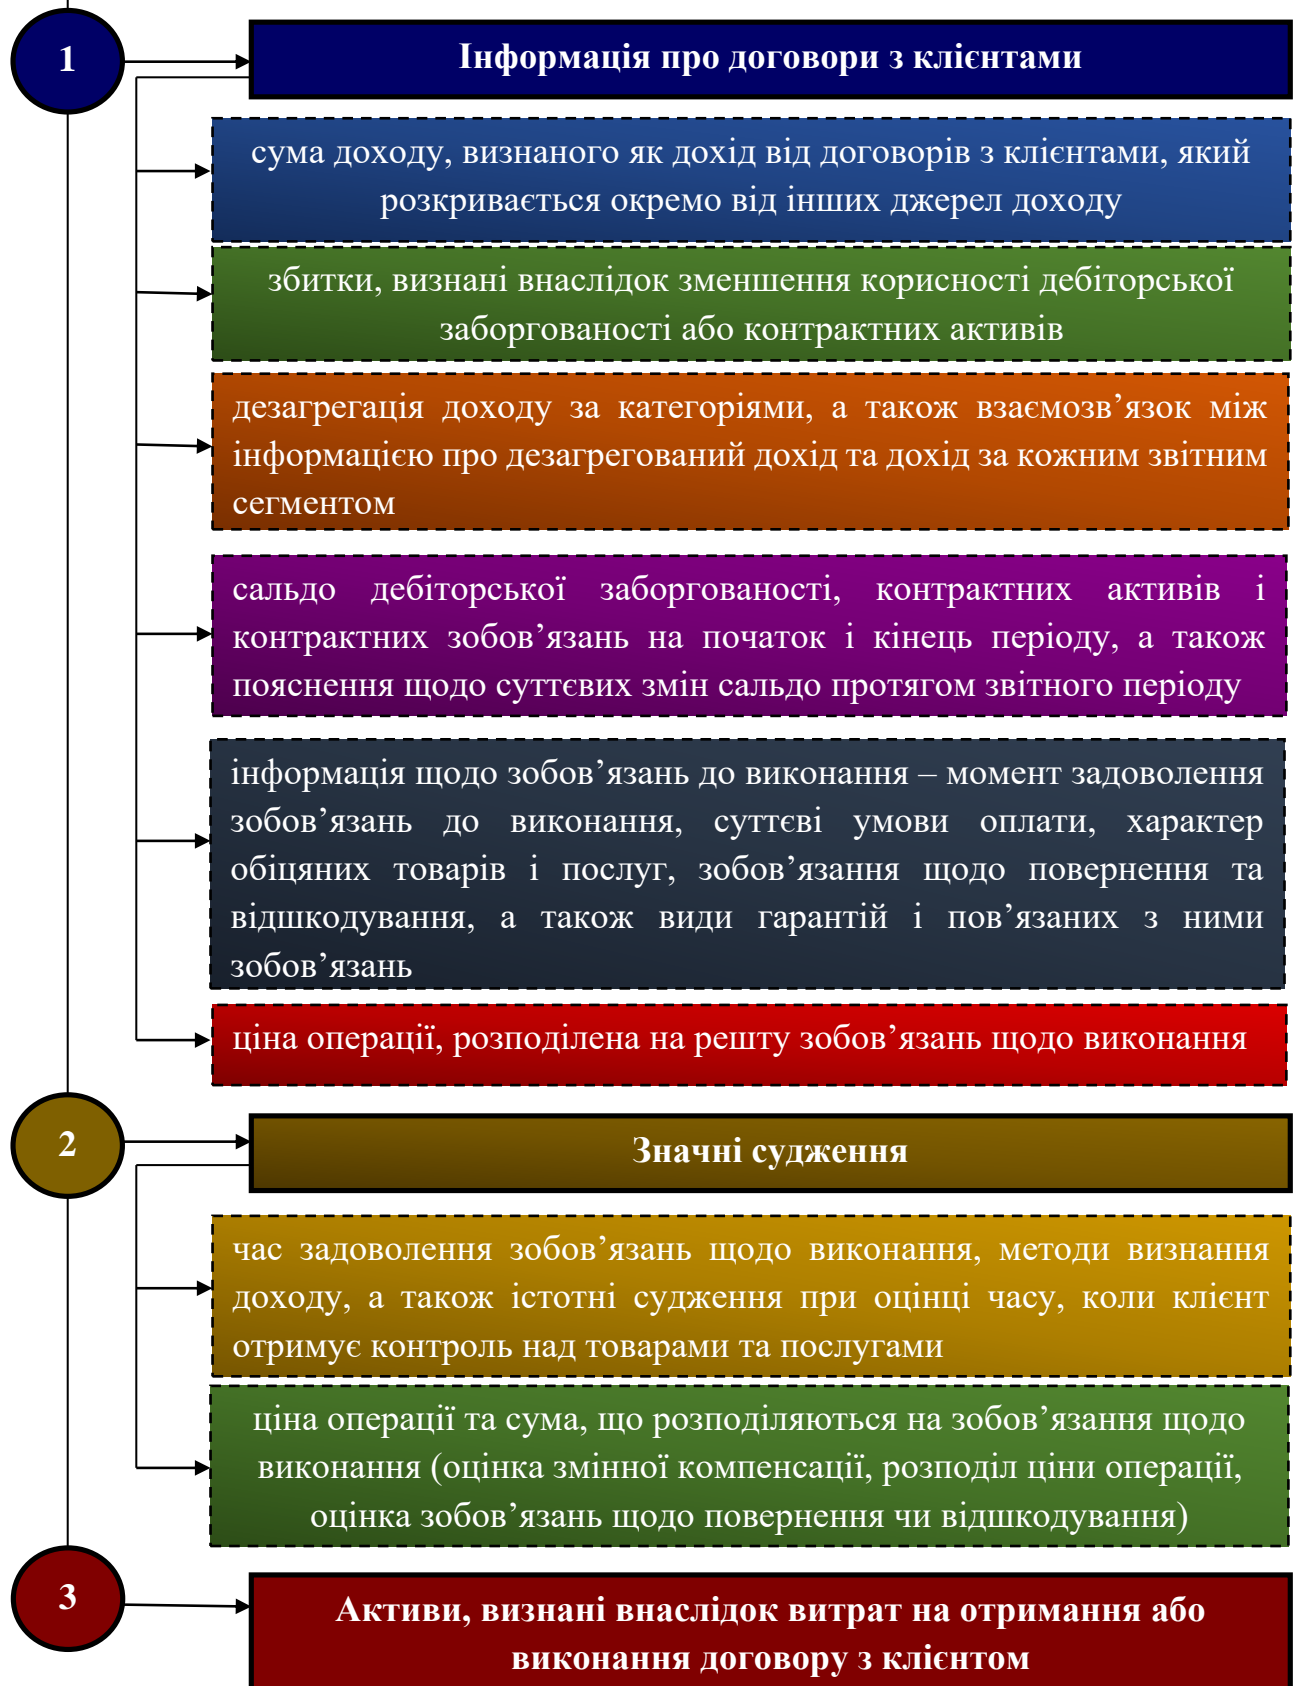 1
Інформація про договори з клієнтами
сума доходу, визнаного як дохід від договорів з клієнтами, який
розкривається окремо від інших джерел доходу
збитки, визнані внаслідок зменшення корисності дебіторської
заборгованості або контрактних активів
дезагрегація доходу за категоріями, а також взаємозв’язок між
інформацією про дезагрегований дохід та дохід за кожним звітним
сегментом
сальдо дебіторської заборгованості, контрактних активів і
контрактних зобов’язань на початок і кінець періоду, а також
пояснення щодо суттєвих змін сальдо протягом звітного періоду
інформація щодо зобов’язань до виконання – момент задоволення
зобов’язань до виконання, суттєві умови оплати, характер
обіцяних товарів і послуг, зобов’язання щодо повернення та
відшкодування, а також види гарантій і пов’язаних з ними
зобов’язань
ціна операції, розподілена на решту зобов’язань щодо виконання
2
Значні судження
час задоволення зобов’язань щодо виконання, методи визнання
доходу, а також істотні судження при оцінці часу, коли клієнт
отримує контроль над товарами та послугами
ціна операції та сума, що розподіляються на зобов’язання щодо
виконання (оцінка змінної компенсації, розподіл ціни операції,
оцінка зобов’язань щодо повернення чи відшкодування)
3
Активи, визнані внаслідок витрат на отримання або
виконання договору з клієнтом